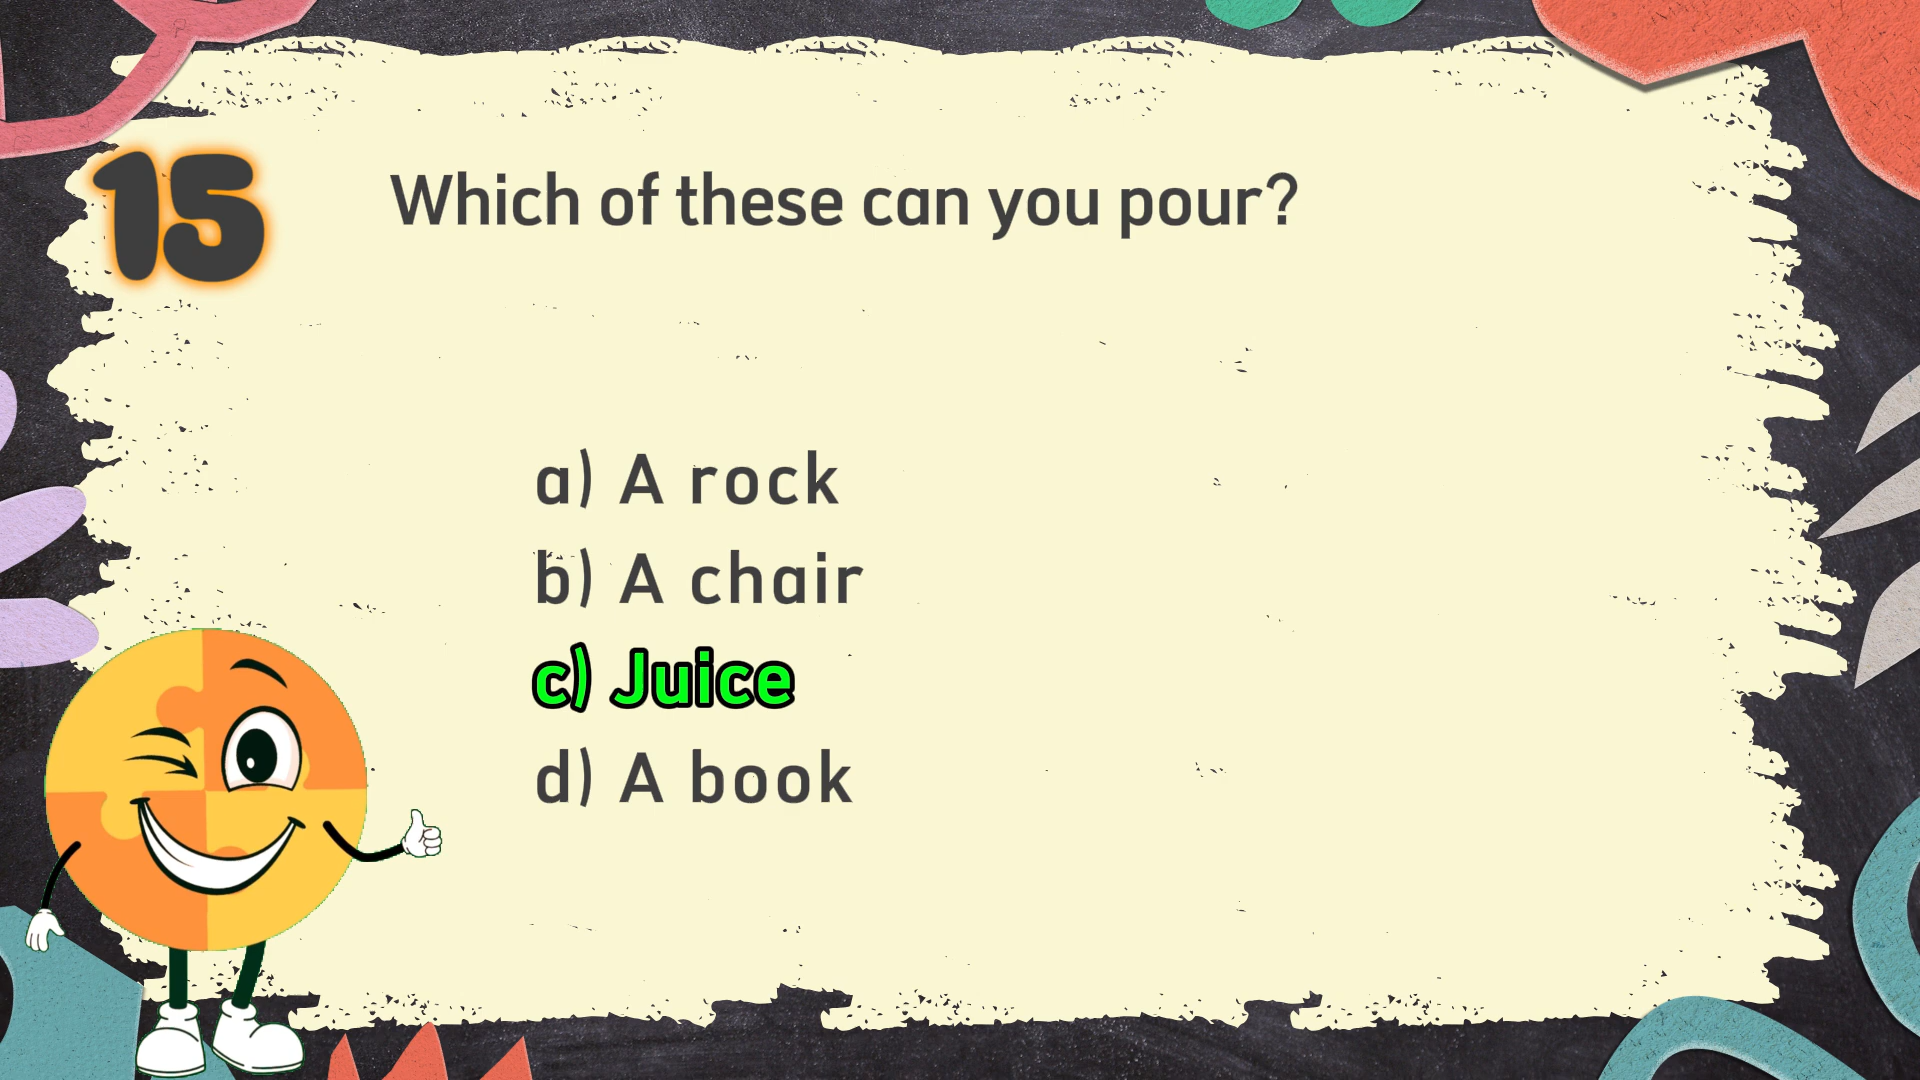 15
Which of these can you pour?
a) A rock
b) A chair
c) Juice
d) A book